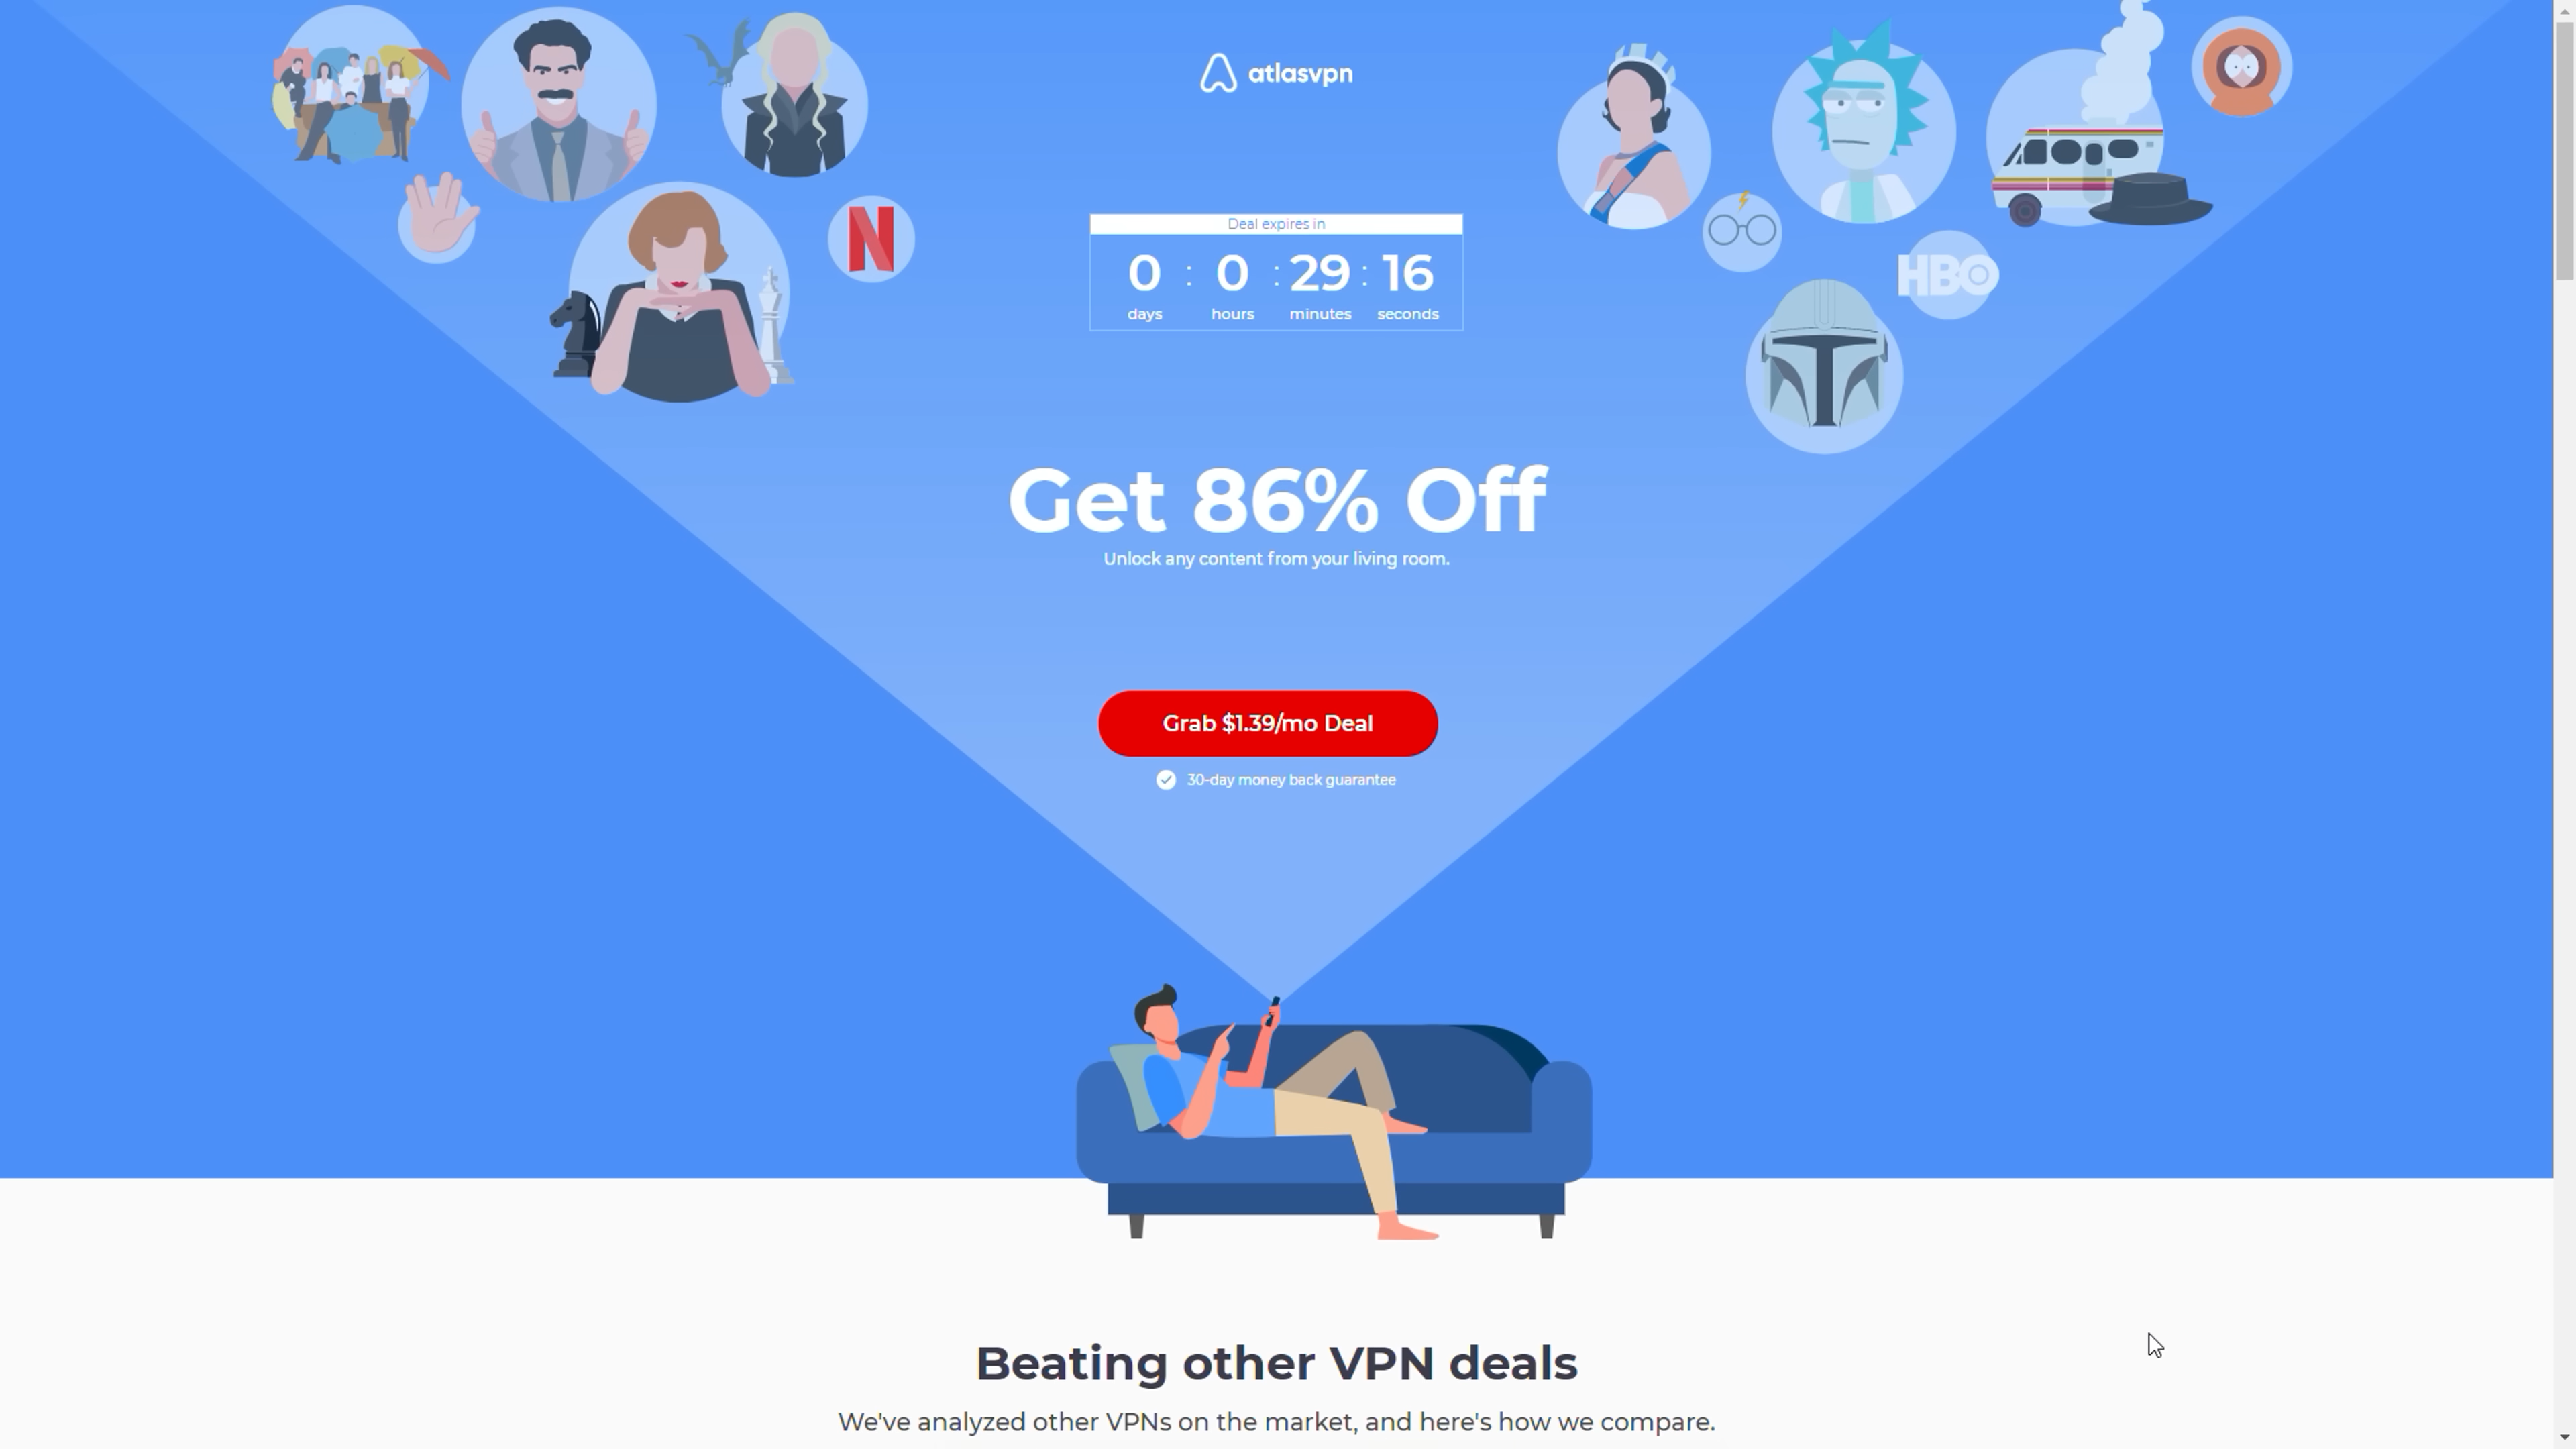 atlasvpn
N
HBO
Deal expires in
0 : 0 : 29 : 16
days hours minutes seconds
Get 86% Off
Unlock any content from your living room.
Grab $1.39/mo Deal
30-day money back guarantee
Beating other VPN deals
We've analyzed other VPNs on the market, and here's how we compare.